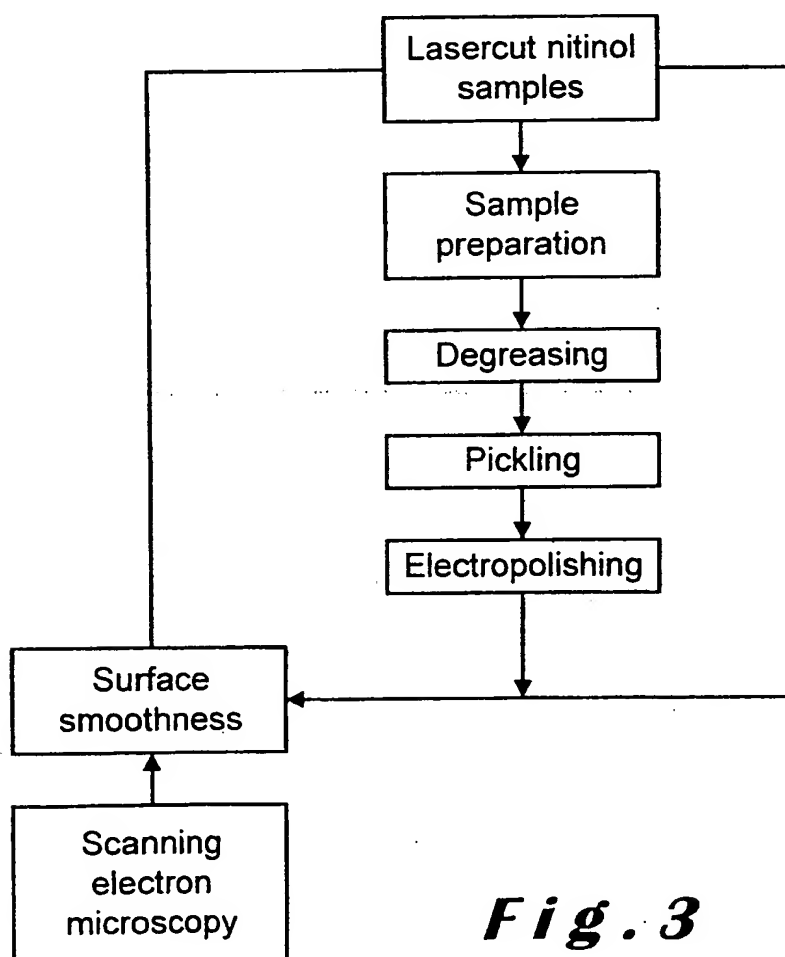 Lasercut nitinol
samples
Sample
preparation
Degreasing
Pickling
Electropolishing
Surface
smoothness
Scanning
electron
microscopy
Fig. 3